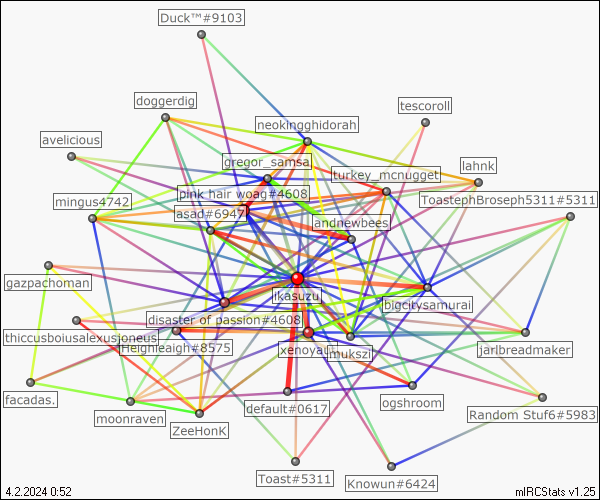 Duck™#9103
doggerdig
tescoroll
neokingghidorah
avelicious
gregor_samsa
turkey_mcnugget
lahnk
pink hair woag#4608
ToastephBroseph5311#5311
mingus4742
asad#6947
andnewbees
gazpachoman
ikasuzu
bigcitysamurai
disaster of passion#4608
thiccusboiusalexusjoneus
Heighleaigh#8575
mukszi
jarlbreadmaker
facadas.
moonraven
default#0617
ogshroom
ZeeHonK
Random Stuf6#5983
Toast#5311
Knowun#6424
4.2.2024 0:52
mIRCStats v1.25